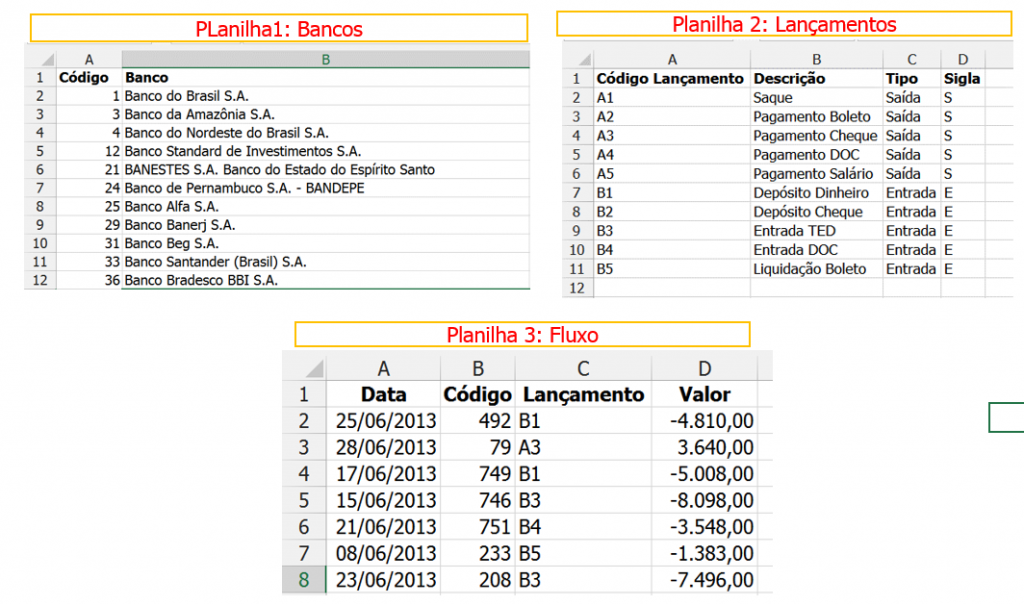 PLanilha1: Bancos
A B
1 Código Banco
2 1 Banco do Brasil S.A.
3 3 Banco da Amazônia S.A.
4 4 Banco do Nordeste do Brasil S.A.
5 12 Banco Standard de Investimentos S.A.
6 21 BANESTES S.A. Banco do Estado do Espírito Santo
7 24 Banco de Pernambuco S.A. - BANDEPE
8 25 Banco Alfa S.A.
9 29 Banco Banerj S.A.
10 31 Banco Beg S.A.
11 33 Banco Santander (Brasil) S.A.
12 36 Banco Bradesco BBI S.A.
Planilha 2: Lançamentos
A B C D
1 Código Lançamento Descrição Tipo Sigla
2 A1 Saque Saída S
3 A2 Pagamento Boleto Saída S
4 A3 Pagamento Cheque Saída S
5 A4 Pagamento DOC Saída S
6 A5 Pagamento Salário Saída S
7 B1 Depósito Dinheiro Entrada E
8 B2 Depósito Cheque Entrada E
9 B3 Entrada TED Entrada E
10 B4 Entrada DOC Entrada E
11 B5 Liquidação Boleto Entrada E
12
Planilha 3: Fluxo
A B C D
1 Data Código Lançamento Valor
2 25/06/2013 492 B1 -4.810,00
3 28/06/2013 79 A3 3.640,00
4 17/06/2013 749 B1 -5.008,00
5 15/06/2013 746 B3 -8.098,00
6 21/06/2013 751 B4 -3.548,00
7 08/06/2013 233 B5 -1.383,00
8 23/06/2013 208 B3 -7.496,00